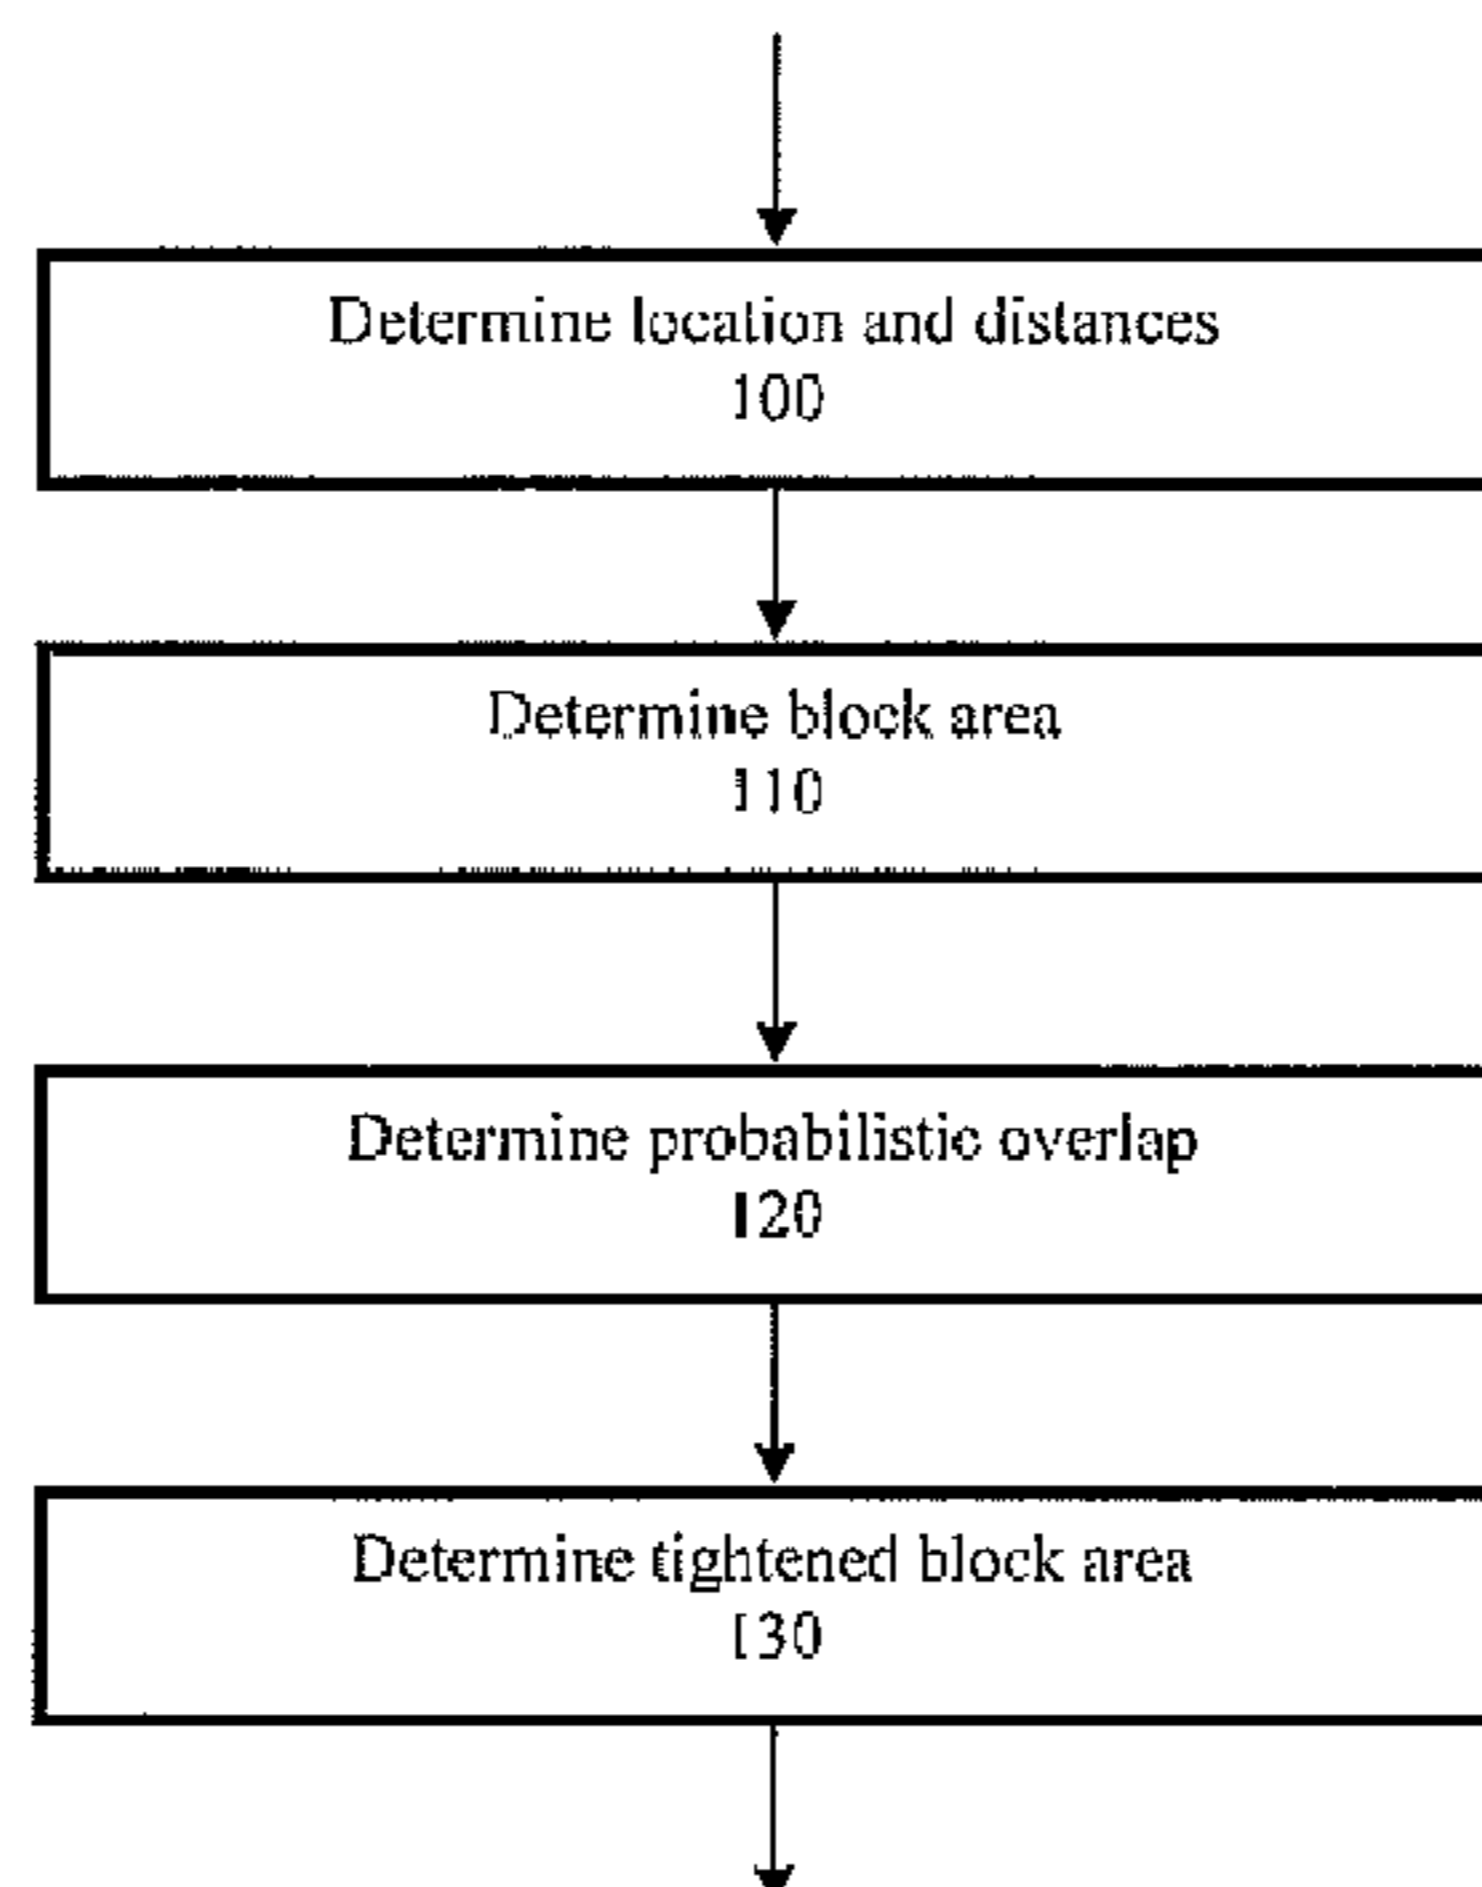 Determine location and distances
100
Determine block area
110
Determine probabilistic overlap
120
Determine tightened block area
130